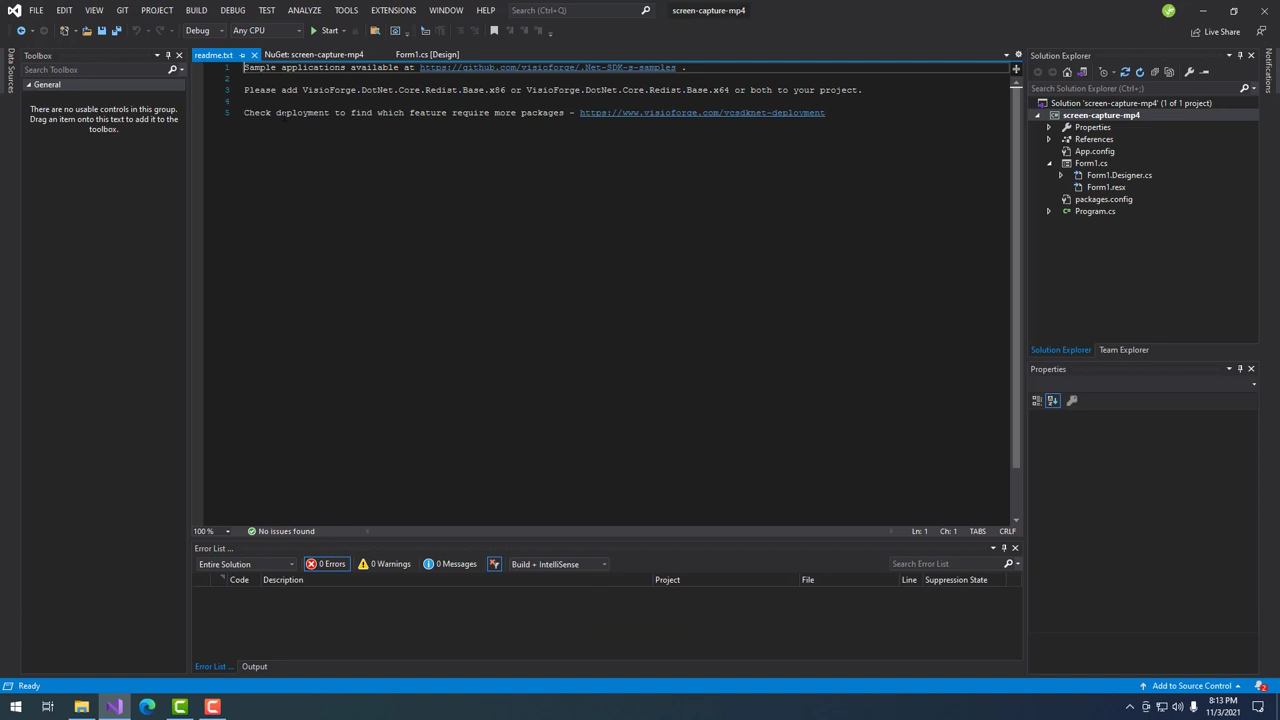 FILE EDIT VIEW GIT PROJECT BUILD DEBUG TEST ANALYZE TOOLS EXTENSIONS WINDOW HELP Search (Ctrl+Q) screen-capture-mp4
Debug Any CPU Start Live Share
Toolbox
Search Toolbox
General
There are no usable controls in this group.
Drag an item onto this text to add it to the
toolbox.
readme.txt NuGet: screen-capture-mp4 Form1.cs [Design]
1 Sample applications available at https://github.com/visioforge/.Net-SDK-s-samples .
2
3 Please add VisioForge.DotNet.Core.Redist.Base.x86 or VisioForge.DotNet.Core.Redist.Base.x64 or both to your project.
4
5 Check deployment to find which feature require more packages - https://www.visioforge.com/vcsdknet-deployment
100 % No issues found Ln: 1 Ch: 1 TABS CRLF
Error List ...
Entire Solution 0 Errors 0 Warnings 0 Messages Build + IntelliSense Search Error List
Code Description Project File Line Suppression State
Error List ... Output
Solution Explorer
Search Solution Explorer (Ctrl+;)
Solution 'screen-capture-mp4' (1 of 1 project)
screen-capture-mp4
Properties
References
App.config
Form1.cs
Form1.Designer.cs
Form1.resx
packages.config
Program.cs
Solution Explorer Team Explorer
Properties
Notifications
Data Sources
Ready Add to Source Control 2
8:13 PM
11/3/2021